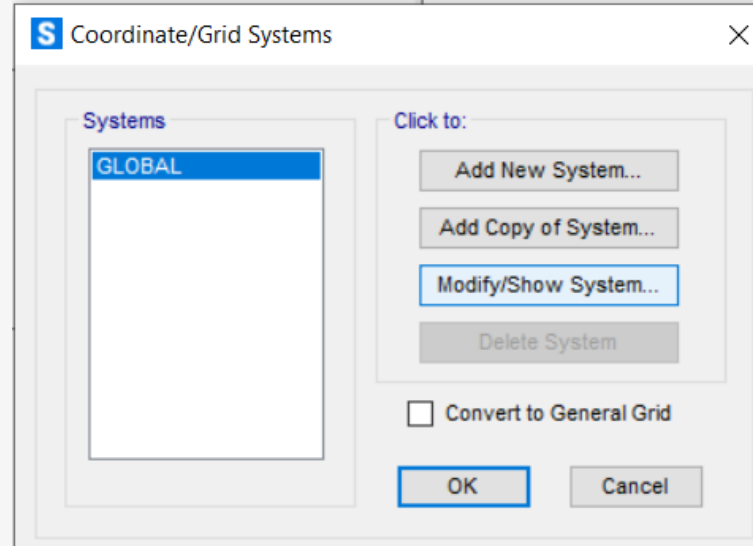 S Coordinate/Grid Systems
Systems
GLOBAL
Click to:
Add New System...
Add Copy of System...
Modify/Show System...
Delete System
Convert to General Grid
OK
Cancel